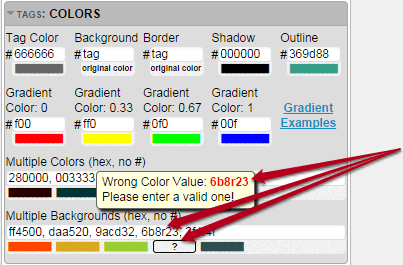 TAGS: COLORS
Tag Color Background Border Shadow Outline
# 666666 # tag # tag # 000000 # 369d88
original color original color
Gradient Gradient Gradient Gradient
Color: 0 Color: 0.33 Color: 0.67 Color: 1 Gradient
# f00 # ff0 # 0f0 # 00f Examples
Multiple Colors (hex, no #)
280000, 003333
Wrong Color Value: 6b8r23
Please enter a valid one!
Multiple Backgrounds (hex, no #)
ff4500, daa520, 9acd32, 6b8r23,
?